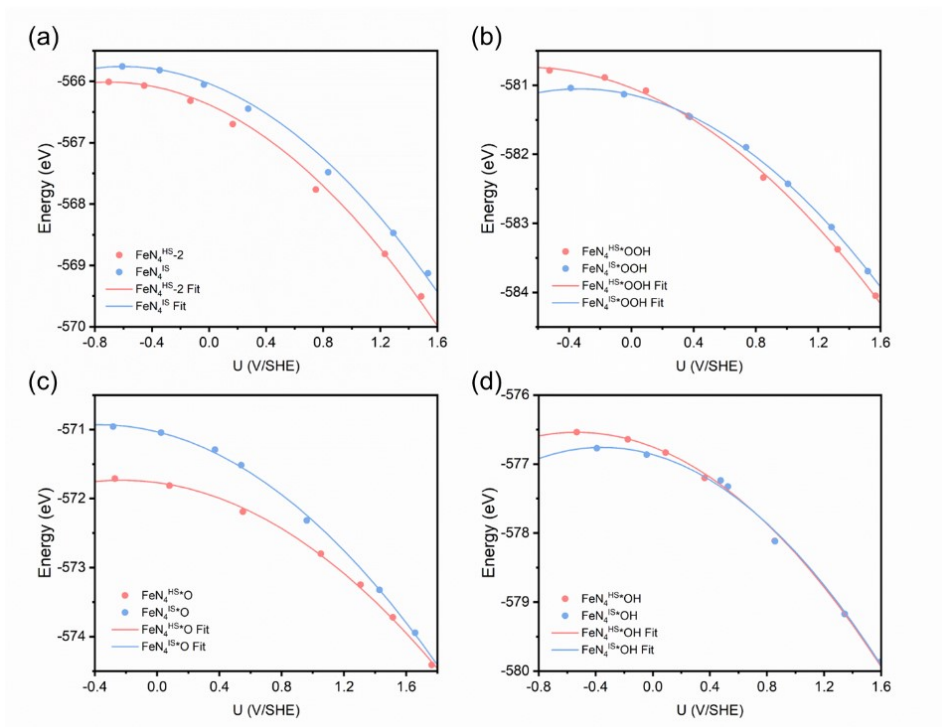 (a)
-566
-567
-568
-569
-570
Energy (eV)
FeN₄ᴴˢ-2
FeN₄ᴵˢ
FeN₄ᴴˢ-2 Fit
FeN₄ᴵˢ Fit
-0.8 -0.4 0.0 0.4 0.8 1.2 1.6
U (V/SHE)
(b)
-581
-582
-583
-584
Energy (eV)
FeN₄ᴴˢ*OOH
FeN₄ᴵˢ*OOH
FeN₄ᴴˢ*OOH Fit
FeN₄ᴵˢ*OOH Fit
-0.4 0.0 0.4 0.8 1.2 1.6
U (V/SHE)
(c)
-571
-572
-573
-574
Energy (eV)
FeN₄ᴴˢ*O
FeN₄ᴵˢ*O
FeN₄ᴴˢ*O Fit
FeN₄ᴵˢ*O Fit
-0.4 0.0 0.4 0.8 1.2 1.6
U (V/SHE)
(d)
-576
-577
-578
-579
-580
Energy (eV)
FeN₄ᴴˢ*OH
FeN₄ᴵˢ*OH
FeN₄ᴴˢ*OH Fit
FeN₄ᴵˢ*OH Fit
-0.8 -0.4 0.0 0.4 0.8 1.2 1.6
U (V/SHE)